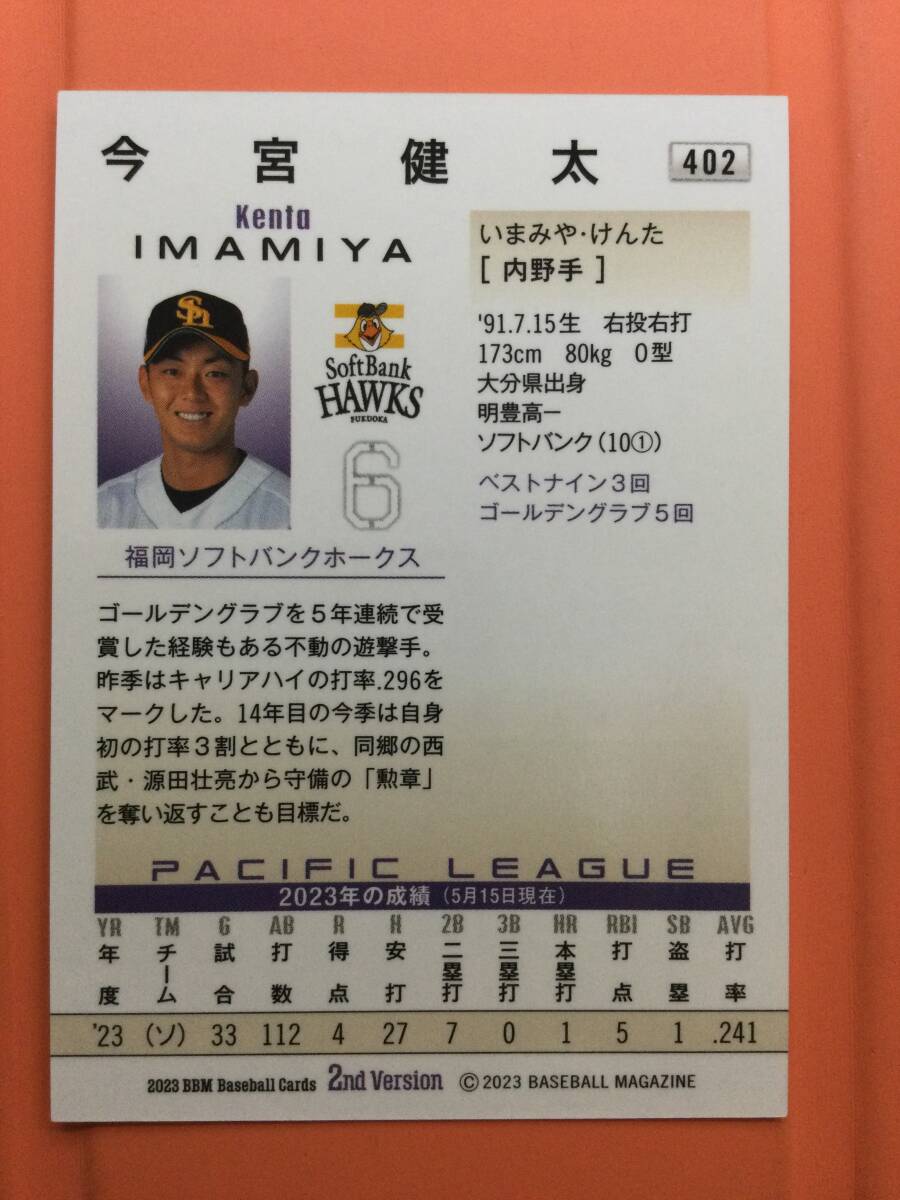 今宮健太 402
Kenta
IMAMIYA
いまみや・けんた
[ 内野手 ]
SH
SoftBank
HAWKS
FUKUOKA
6
'91.7.15生 右投右打
173cm 80kg O型
大分県出身
明豊高ー
ソフトバンク(10①)
ベストナイン3回
ゴールデングラブ5回
福岡ソフトバンクホークス
ゴールデングラブを5年連続で受
賞した経験もある不動の遊撃手。
昨季はキャリアハイの打率.296を
マークした。14年目の今季は自身
初の打率3割とともに、同郷の西
武・源田壮亮から守備の「勲章」
を奪い返すことも目標だ。
PACIFIC LEAGUE
2023年の成績(5月15日現在)
YR TM G AB R H 2B 3B HR RBI SB AVG
年度 チーム 試合 打数 得点 安打 二塁打 三塁打 本塁打 打点 盗塁 打率
'23 (ソ) 33 112 4 27 7 0 1 5 1 .241
2023 BBM Baseball Cards 2nd Version ©2023 BASEBALL MAGAZINE